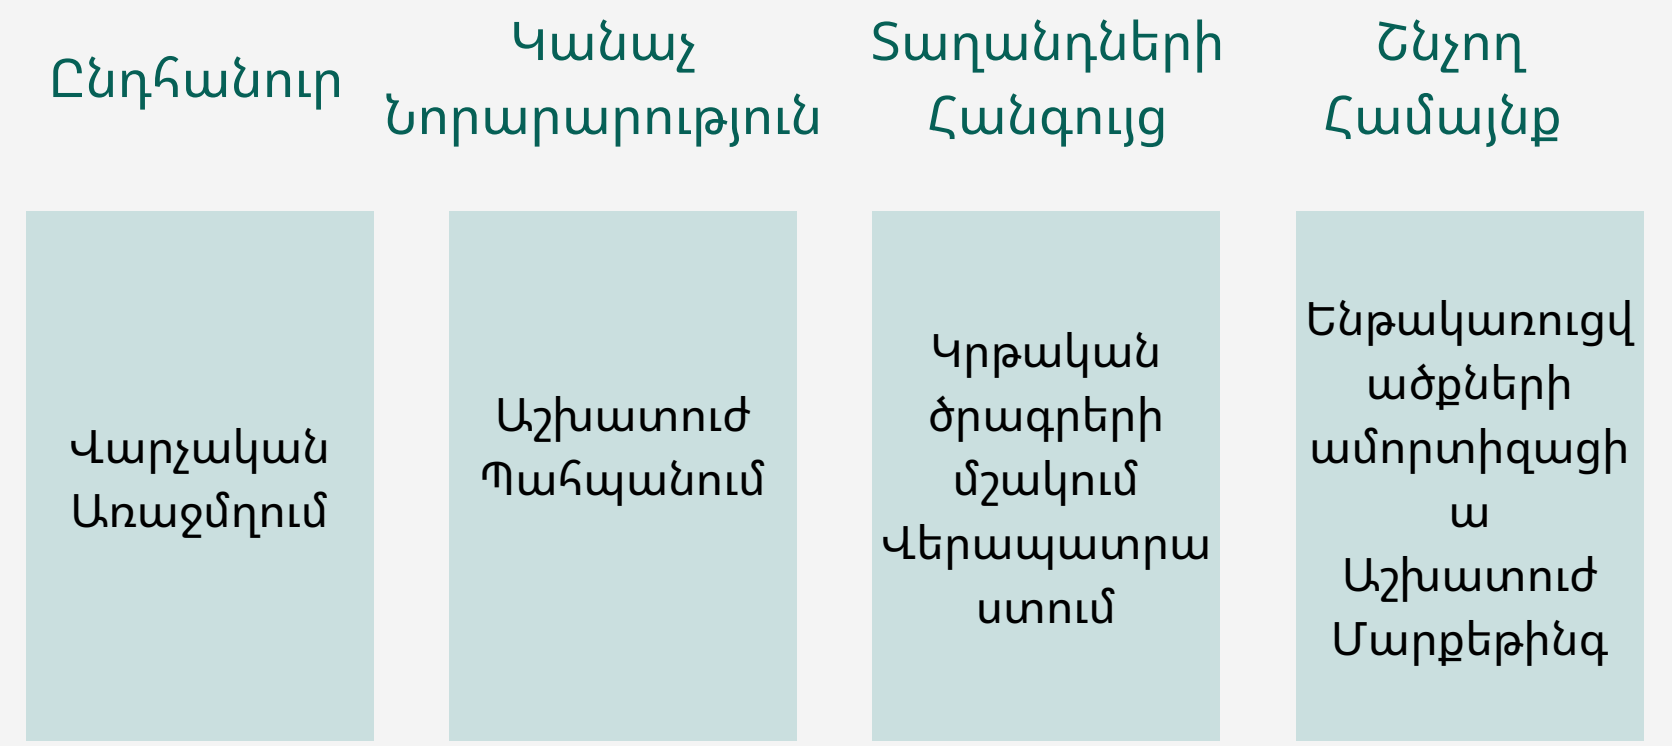 Ընդհանուր
Կանաչ
Նորարարություն
Տաղանդների
Հանգույց
Շնչող
Համայնք
Վարչական
Առաջմղում
Աշխատուժ
Պահպանում
Կրթական
ծրագրերի
մշակում
Վերապատրա
ստում
Ենթակառուցվ
ածքների
ամորտիզացի
ա
Աշխատուժ
Մարքեթինգ